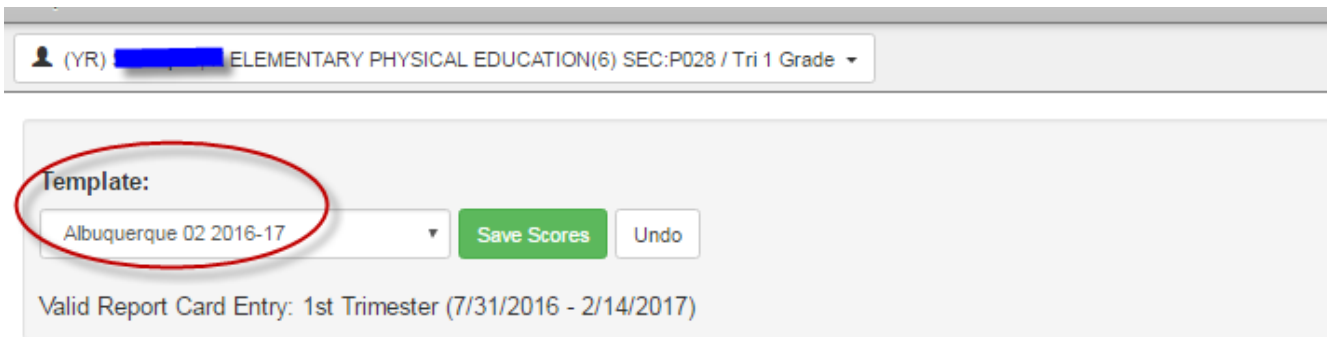 (YR) ELEMENTARY PHYSICAL EDUCATION(6) SEC:P028 / Tri 1 Grade
Template:
Albuquerque 02 2016-17 Save Scores Undo
Valid Report Card Entry: 1st Trimester (7/31/2016 - 2/14/2017)